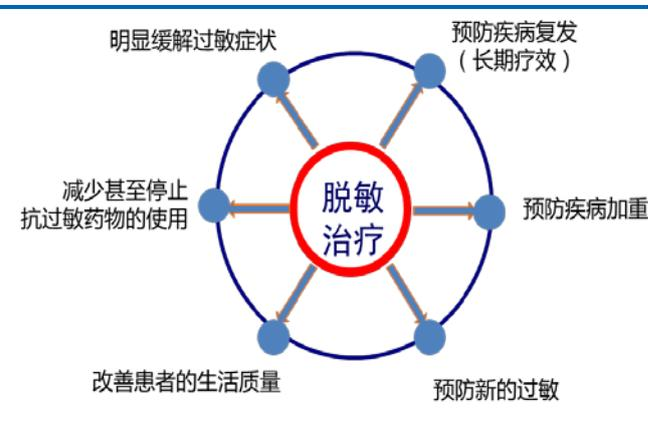 明显缓解过敏症状
预防疾病复发
（长期疗效）
减少甚至停止
抗过敏药物的使用
脱敏
治疗
预防疾病加重
改善患者的生活质量
预防新的过敏